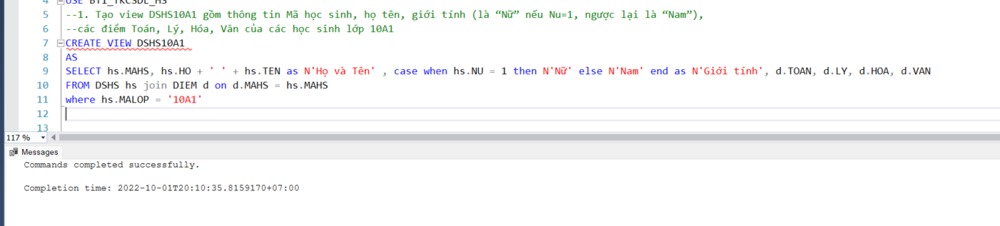 4 USE BT1_TKCSDL_HS
5 --1. Tạo view DSHS10A1 gồm thông tin Mã học sinh, họ tên, giới tính (là “Nữ” nếu Nu=1, ngược lại là “Nam”),
6 --các điểm Toán, Lý, Hóa, Văn của các học sinh lớp 10A1
7 CREATE VIEW DSHS10A1
8 AS
9 SELECT hs.MAHS, hs.HO + ' ' + hs.TEN as N'Họ và Tên' , case when hs.NU = 1 then N'Nữ' else N'Nam' end as N'Giới tính', d.TOAN, d.LY, d.HOA, d.VAN
10 FROM DSHS hs join DIEM d on d.MAHS = hs.MAHS
11 where hs.MALOP = '10A1'
12
13
117 %
Messages
Commands completed successfully.
Completion time: 2022-10-01T20:10:35.8159170+07:00